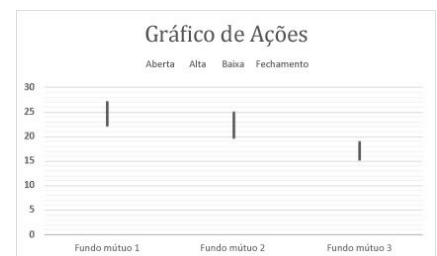 Gráfico de Ações
Aberta Alta Baixa Fechamento
30
25
20
15
10
5
0
Fundo mútuo 1 Fundo mútuo 2 Fundo mútuo 3